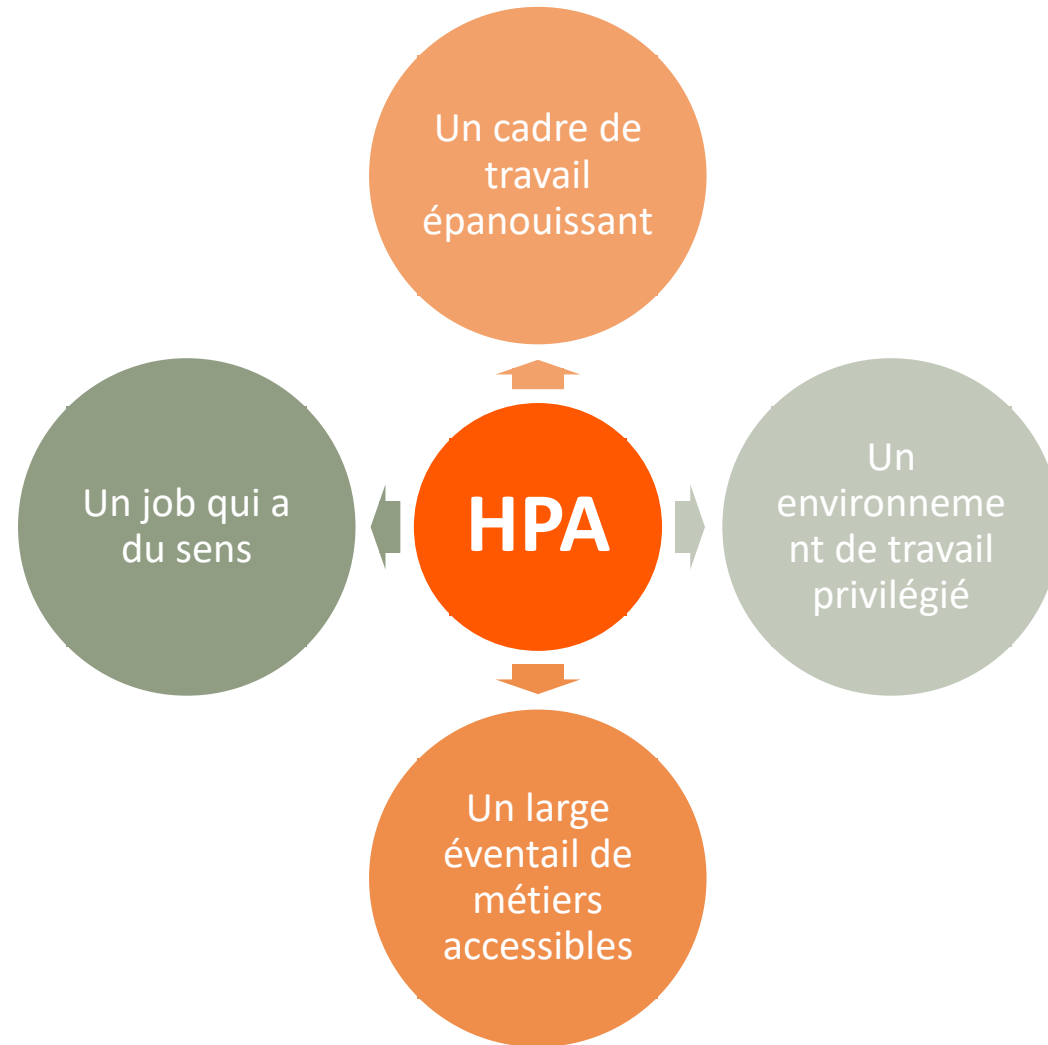 Un cadre de
travail
épanouissant
Un job qui a
du sens
HPA
Un
environneme
nt de travail
privilégié
Un large
éventail de
métiers
accessibles